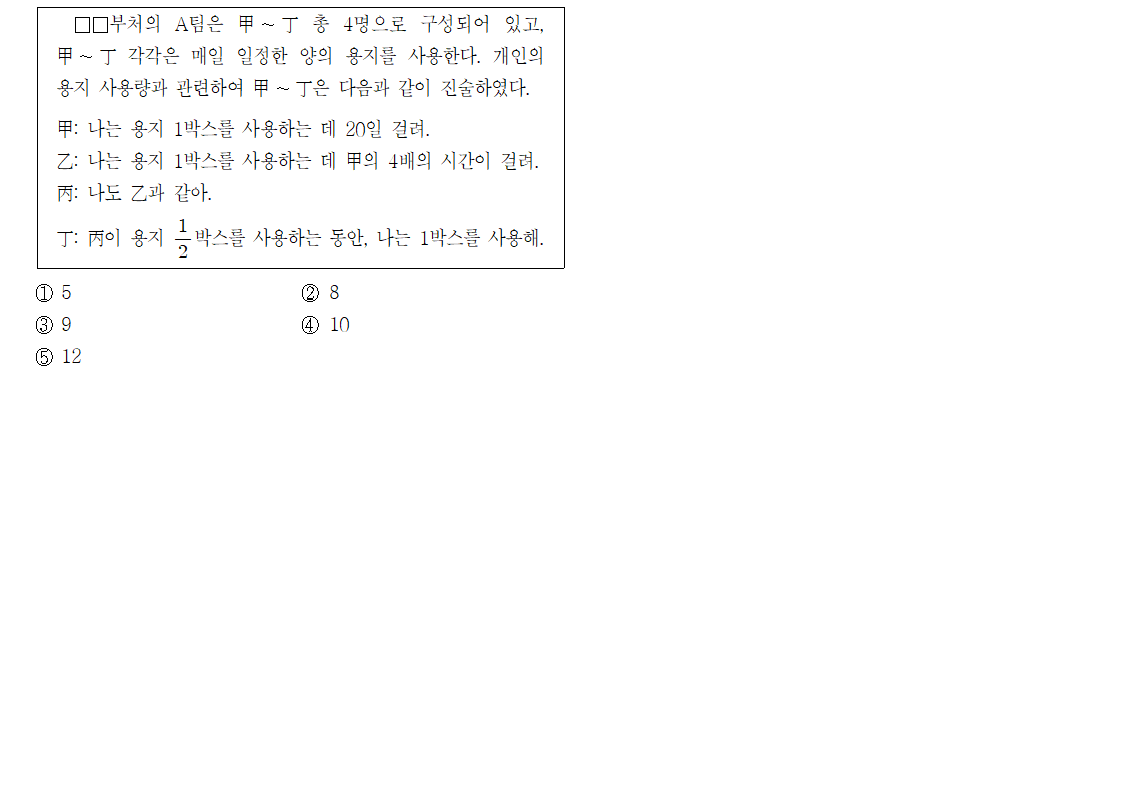 □□부처의 A팀은 甲~丁 총 4명으로 구성되어 있고,
甲~丁 각각은 매일 일정한 양의 용지를 사용한다. 개인의
용지 사용량과 관련하여 甲~丁은 다음과 같이 진술하였다.
甲: 나는 용지 1박스를 사용하는 데 20일 걸려.
乙: 나는 용지 1박스를 사용하는 데 甲의 4배의 시간이 걸려.
丙: 나도 乙과 같아.
丁: 丙이 용지 1/2박스를 사용하는 동안, 나는 1박스를 사용해.
① 5 ② 8
③ 9 ④ 10
⑤ 12